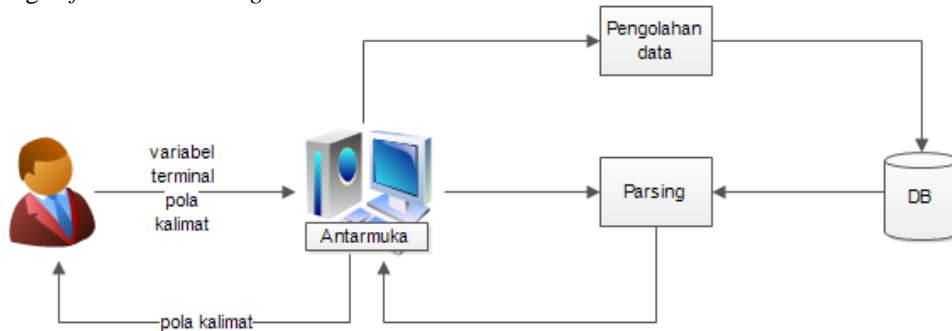 Pengolahan
data
variabel
terminal
pola
kalimat
Parsing
DB
Antarmuka
pola kalimat